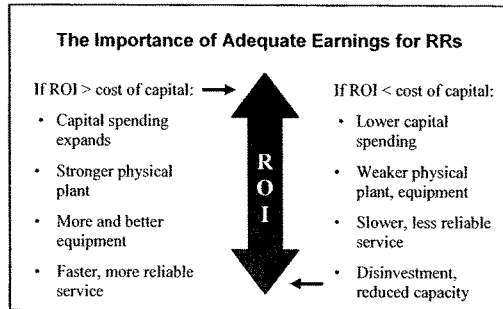 The Importance of Adequate Earnings for RRs
If ROI > cost of capital:
• Capital spending
expands
• Stronger physical
plant
• More and better
equipment
• Faster, more reliable
service
R
O
I
If ROI < cost of capital:
• Lower capital
spending
• Weaker physical
plant, equipment
• Slower, less reliable
service
• Disinvestment,
reduced capacity